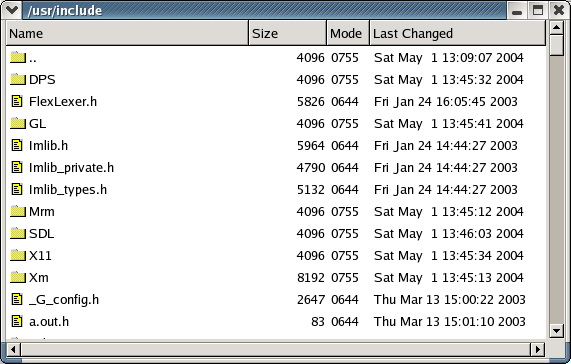 /usr/include
Name Size Mode Last Changed
.. 4096 0755 Sat May 1 13:09:07 2004
DPS 4096 0755 Sat May 1 13:45:32 2004
FlexLexer.h 5826 0644 Fri Jan 24 16:05:45 2003
GL 4096 0755 Sat May 1 13:45:41 2004
Imlib.h 5964 0644 Fri Jan 24 14:44:27 2003
Imlib_private.h 4790 0644 Fri Jan 24 14:44:27 2003
Imlib_types.h 5132 0644 Fri Jan 24 14:44:27 2003
Mrm 4096 0755 Sat May 1 13:45:12 2004
SDL 4096 0755 Sat May 1 13:46:03 2004
X11 4096 0755 Sat May 1 13:45:34 2004
Xm 8192 0755 Sat May 1 13:45:13 2004
_G_config.h 2647 0644 Thu Mar 13 15:00:22 2003
a.out.h 83 0644 Thu Mar 13 15:01:10 2003